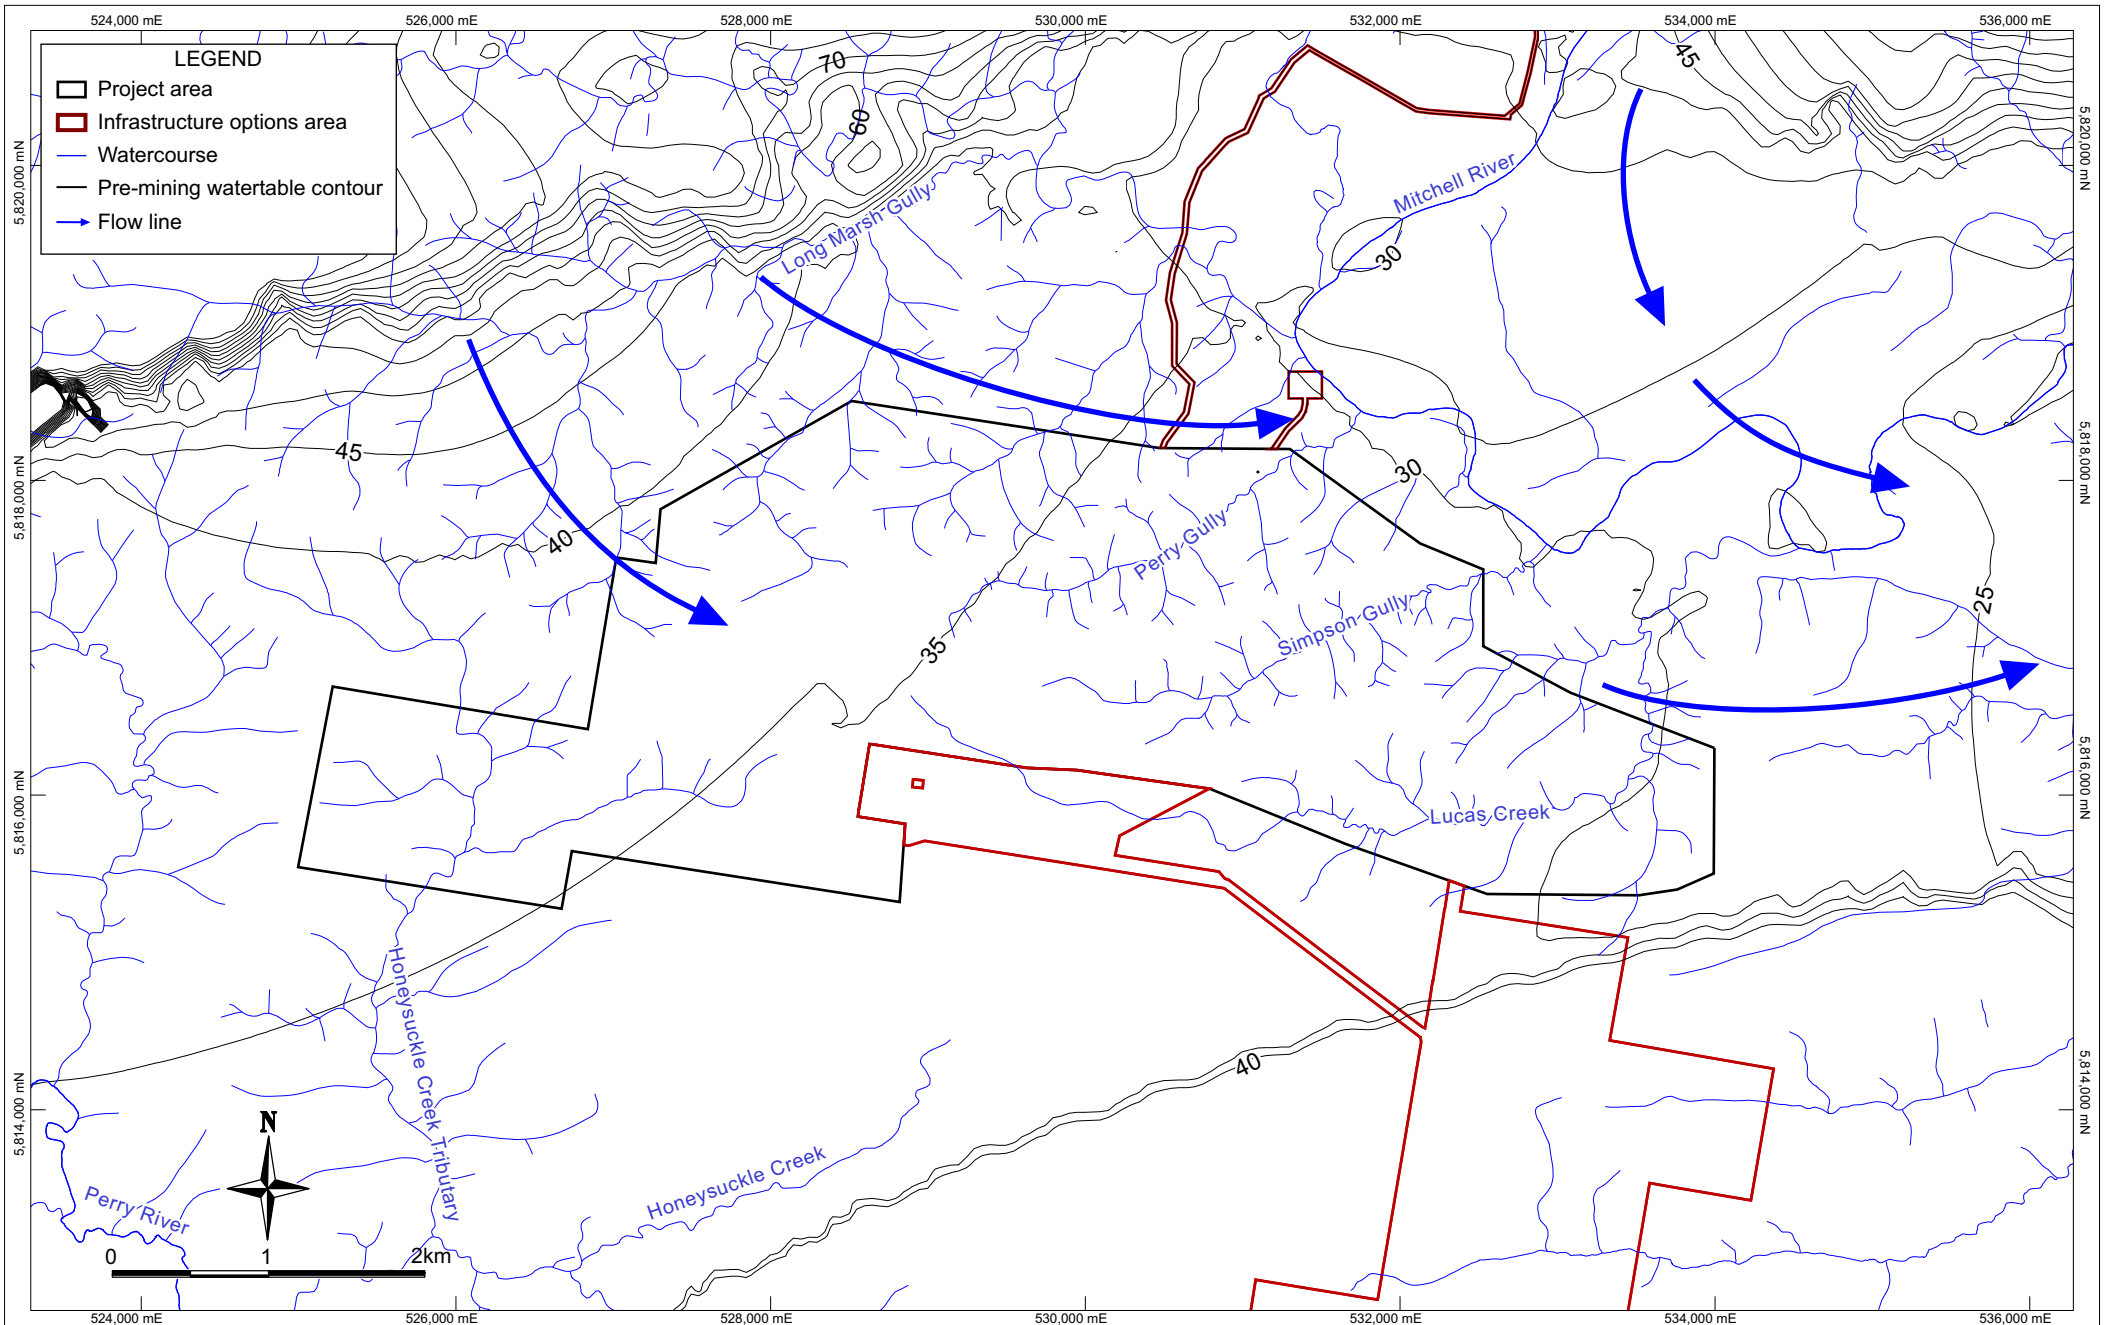 524,000 mE
526,000 mE
528,000 mE
530,000 mE
532,000 mE
534,000 mE
536,000 mE
LEGEND
Project area
Infrastructure options area
Watercourse
Pre-mining watertable contour
Flow line
70
60
45
5,820,000 mN
5,820,000 mN
Mitchell River
Long Marsh Gully
30
45
30
5,818,000 mN
5,818,000 mN
40
Perry Gully
25
Simpson Gully
35
5,816,000 mN
5,816,000 mN
Lucas Creek
Honeysuckle Creek Tributary
40
5,814,000 mN
5,814,000 mN
N
Honeysuckle Creek
Perry River
0 1 2km
524,000 mE
526,000 mE
528,000 mE
530,000 mE
532,000 mE
534,000 mE
536,000 mE